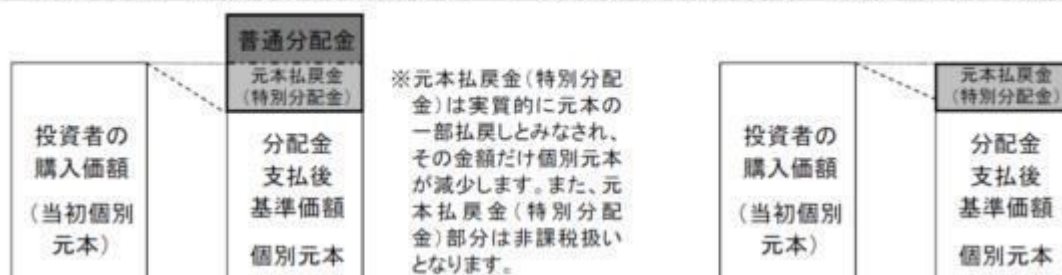 普通分配金
元本払戻金
(特別分配金)
投資者の
購入価額
(当初個別
元本)
分配金
支払後
基準価額
個別元本
※元本払戻金(特別分配
金)は実質的に元本の
一部払戻しとみなされ、
その金額だけ個別元本
が減少します。また、元
本払戻金(特別分配
金)部分は非課税扱い
となります。
投資者の
購入価額
(当初個別
元本)
元本払戻金
(特別分配金)
分配金
支払後
基準価額
個別元本